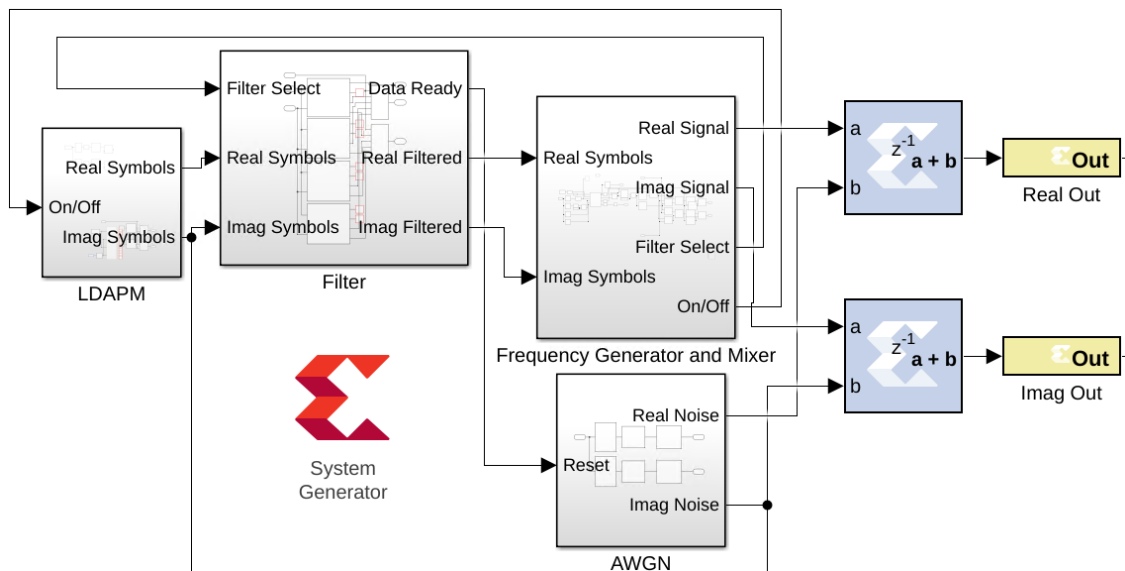 Filter Select
Data Ready
Real Symbols
Real Filtered
Imag Symbols
Imag Filtered
Filter
Real Symbols
On/Off
Imag Symbols
LDAPM
Real Signal
Real Symbols
Imag Signal
Filter Select
Imag Symbols
On/Off
Frequency Generator and Mixer
a
b
z-1
a + b
Out
Real Out
a
b
z-1
a + b
Out
Imag Out
System
Generator
Real Noise
Reset
Imag Noise
AWGN